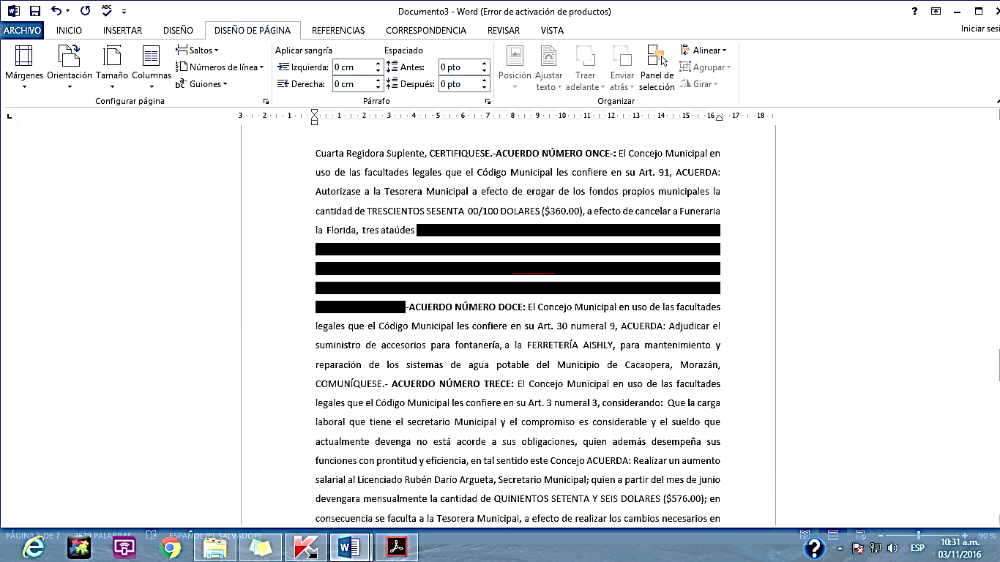 ABC
Documento3 - Word (Error de activación de productos)
?
ARCHIVO INICIO INSERTAR DISEÑO DISEÑO DE PÁGINA REFERENCIAS CORRESPONDENCIA REVISAR VISTA Iniciar sesi
Márgenes Orientación Tamaño Columnas
Saltos
Números de línea
Guiones
Configurar página
Aplicar sangría Espaciado
Izquierda: 0 cm Antes: 0 pto
Derecha: 0 cm Después: 0 pto
Párrafo
Posición Ajustar texto Traer adelante Enviar atrás Panel de selección
Alinear
Agrupar
Girar
Organizar
3 2 1 1 2 3 4 5 6 7 8 9 10 11 12 13 14 15 16 17 18
Cuarta Regidora Suplente, CERTIFIQUESE.-ACUERDO NÚMERO ONCE-: El Concejo Municipal en
uso de las facultades legales que el Código Municipal les confiere en su Art. 91, ACUERDA:
Autorizase a la Tesorera Municipal a efecto de erogar de los fondos propios municipales la
cantidad de TRESCIENTOS SESENTA 00/100 DOLARES ($360.00), a efecto de cancelar a Funeraria
la Florida, tres ataúdes
-ACUERDO NÚMERO DOCE: El Concejo Municipal en uso de las facultades
legales que el Código Municipal les confiere en su Art. 30 numeral 9, ACUERDA: Adjudicar el
suministro de accesorios para fontanería, a la FERRETERÍA AISHLY, para mantenimiento y
reparación de los sistemas de agua potable del Municipio de Cacaopera, Morazán,
COMUNÍQUESE.- ACUERDO NÚMERO TRECE: El Concejo Municipal en uso de las facultades
legales que el Código Municipal les confiere en su Art. 3 numeral 3, considerando: Que la carga
laboral que tiene el secretario Municipal y el compromiso es considerable y el sueldo que
actualmente devenga no está acorde a sus obligaciones, quien además desempeña sus
funciones con prontitud y eficiencia, en tal sentido este Concejo ACUERDA: Realizar un aumento
salarial al Licenciado Rubén Darío Argueta, Secretario Municipal; quien a partir del mes de junio
devengara mensualmente la cantidad de QUINIENTOS SETENTA Y SEIS DOLARES ($576.00); en
consecuencia se faculta a la Tesorera Municipal, a efecto de realizar los cambios necesarios en
DE 7 PALABRAS ESPAÑOL (EL SALVADOR) 90 %
ESP
10:31 a.m.
03/11/2016